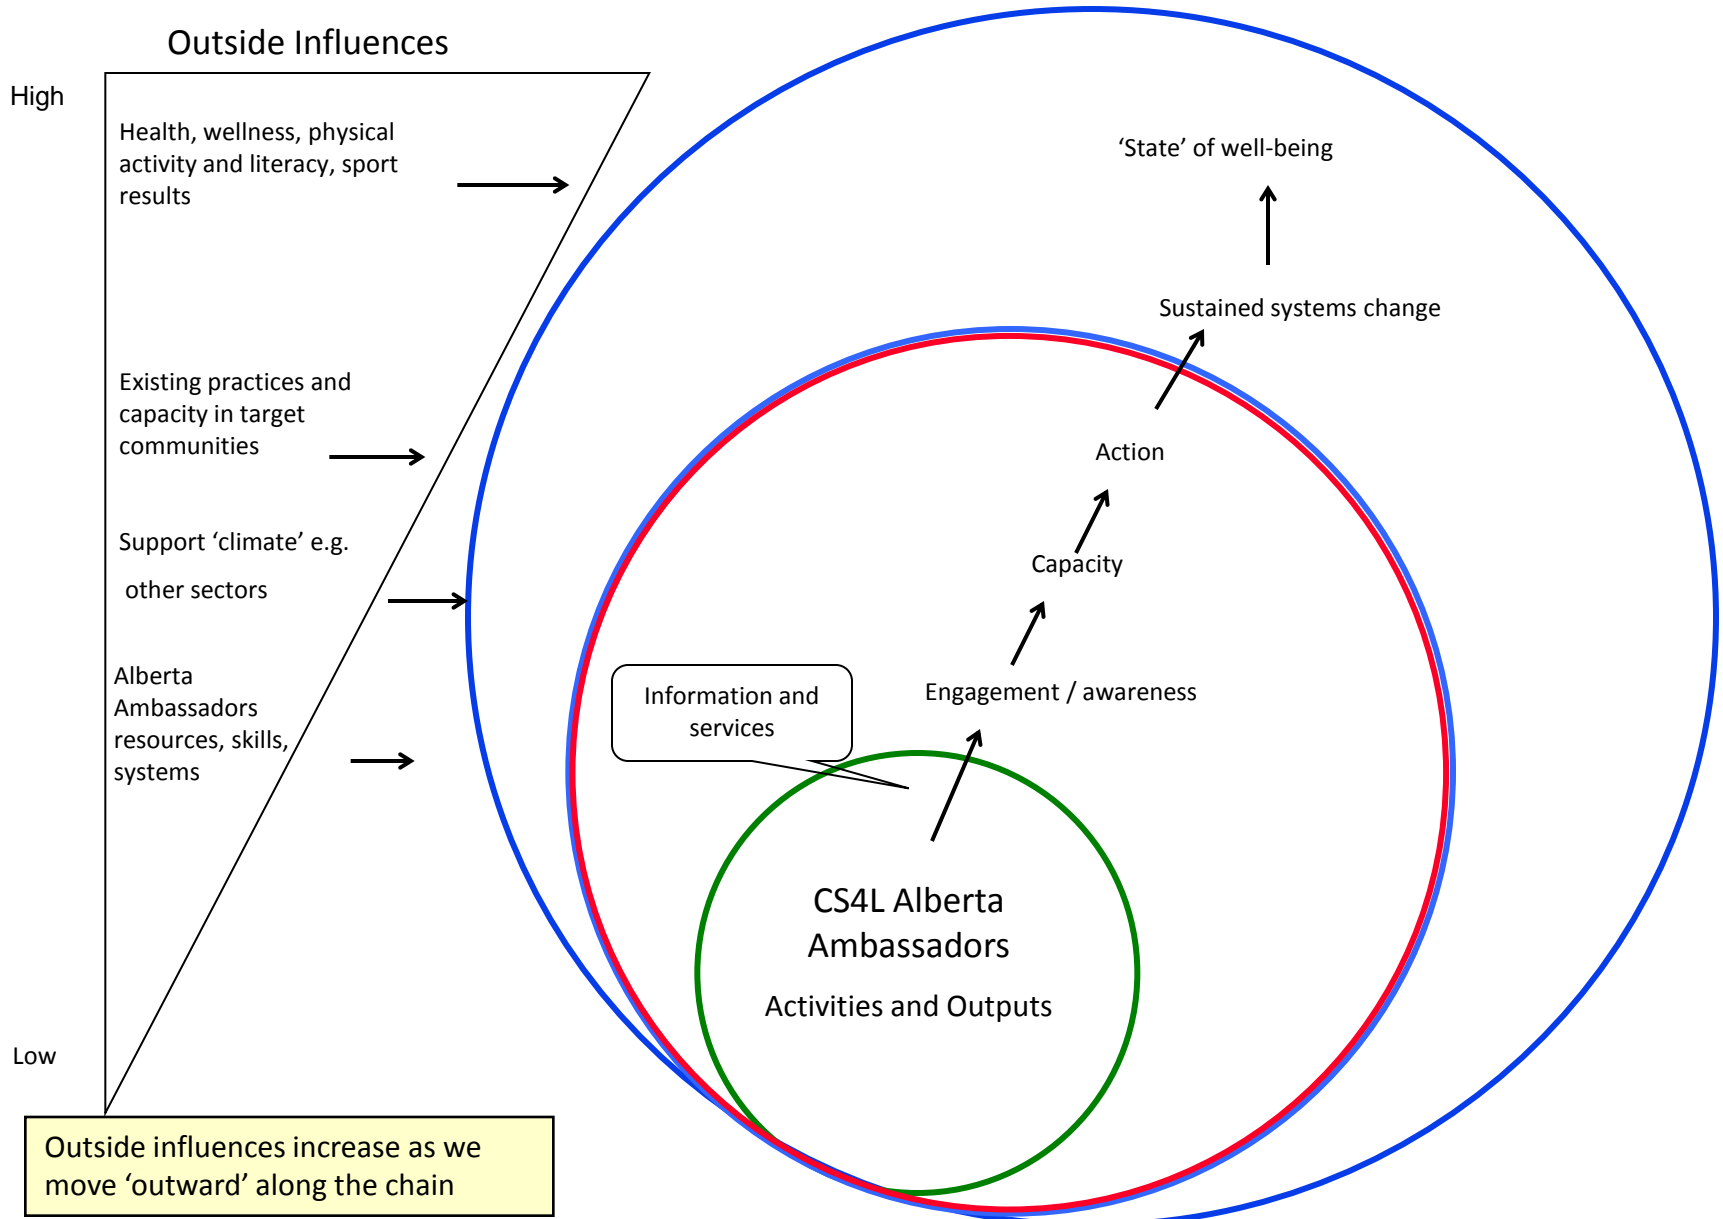 Outside Influences
High
Health, wellness, physical
activity and literacy, sport
results
Existing practices and
capacity in target
communities
Support ‘climate’ e.g.
other sectors
Alberta
Ambassadors
resources, skills,
systems
Low
Outside influences increase as we
move ‘outward’ along the chain
‘State’ of well-being
Sustained systems change
Action
Capacity
Engagement / awareness
Information and
services
CS4L Alberta
Ambassadors
Activities and Outputs